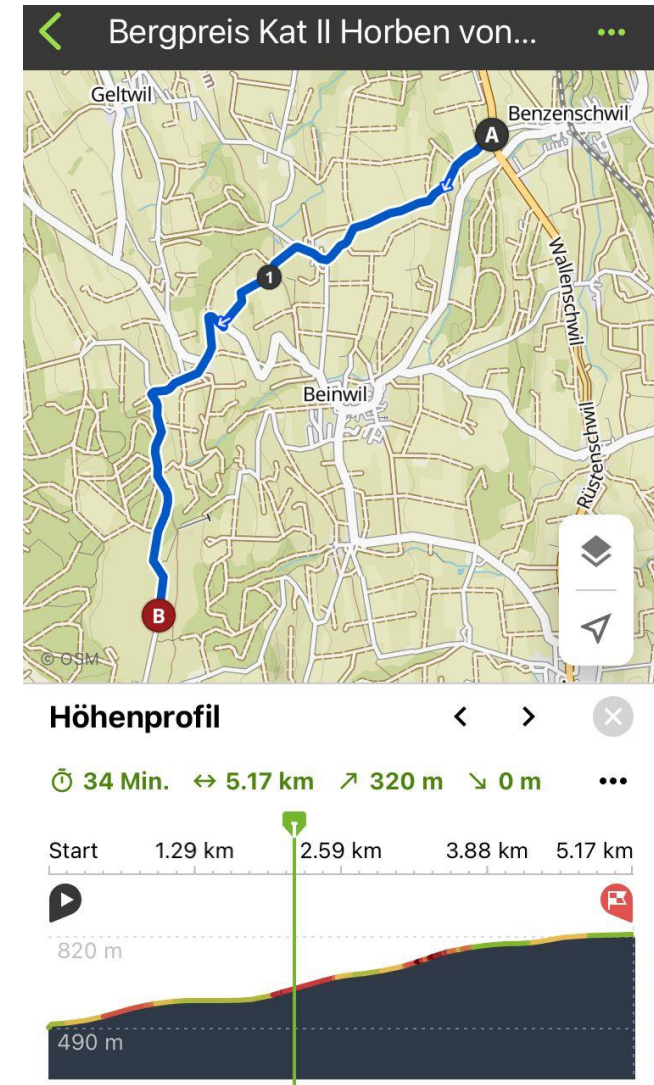 Bergpreis Kat II Horben von...
Geltwil
Benzenschwil
A
Wallenschwil
1
Beinwil
Rüstenschwil
B
© OSM
Höhenprofil
34 Min. 5.17 km 320 m 0 m
Start 1.29 km 2.59 km 3.88 km 5.17 km
820 m
490 m